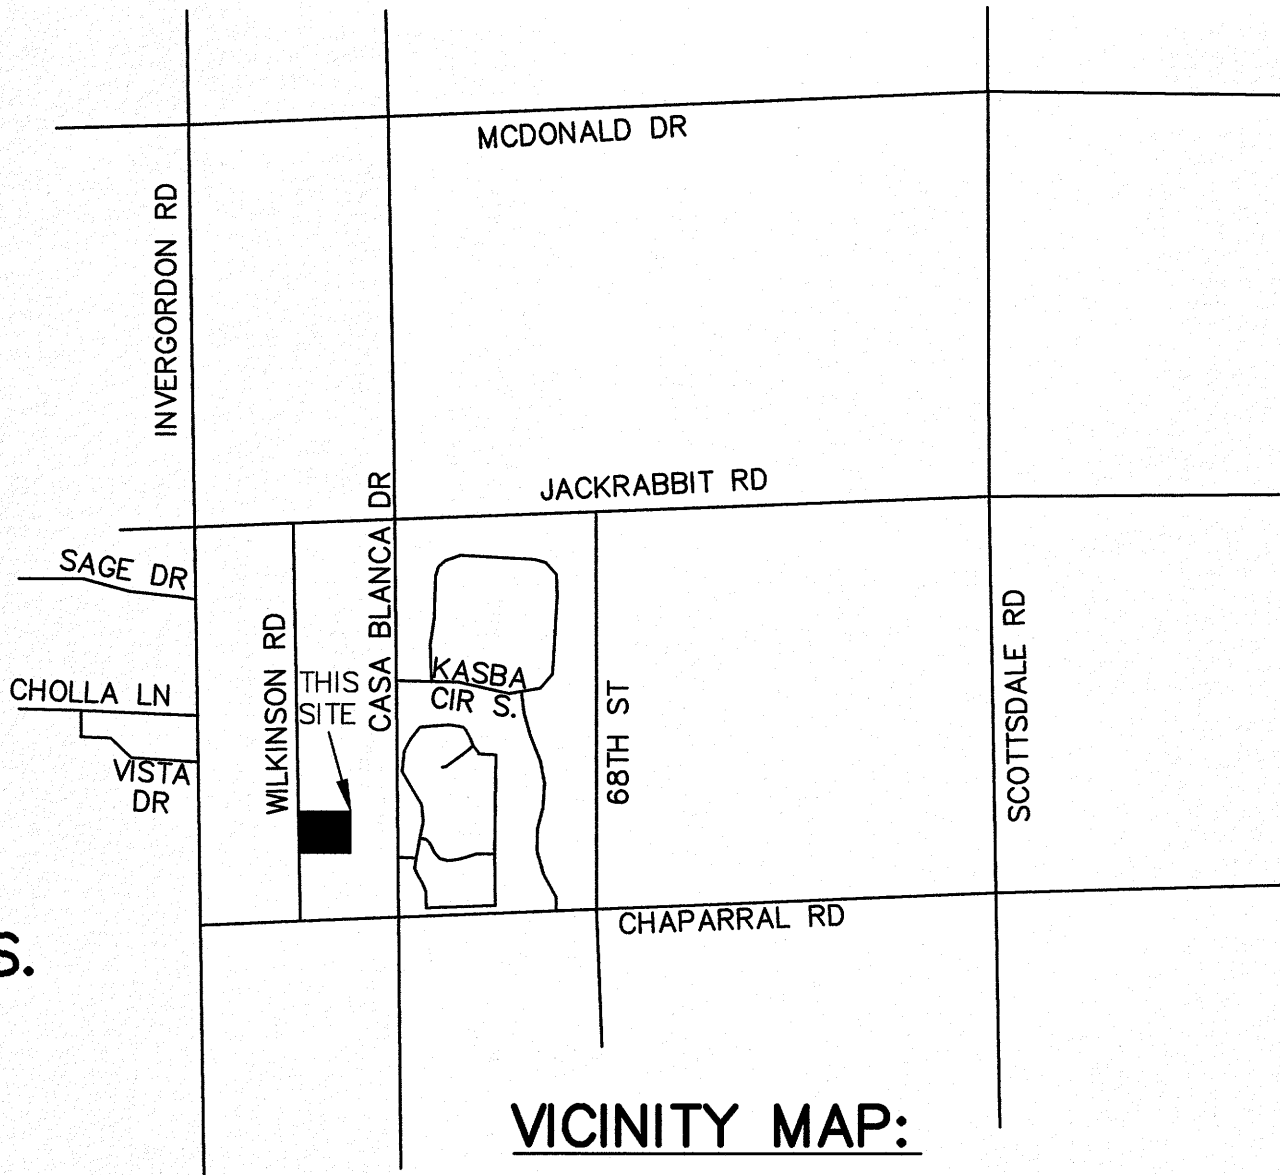 MCDONALD DR
INVERGORDON RD
JACKRABBIT RD
CASA BLANCA DR
SAGE DR
WILKINSON RD
SCOTTSDALE RD
KASBA
CIR S.
THIS
SITE
CHOLLA LN
68TH ST
VISTA
DR
CHAPARRAL RD
S.
VICINITY MAP: